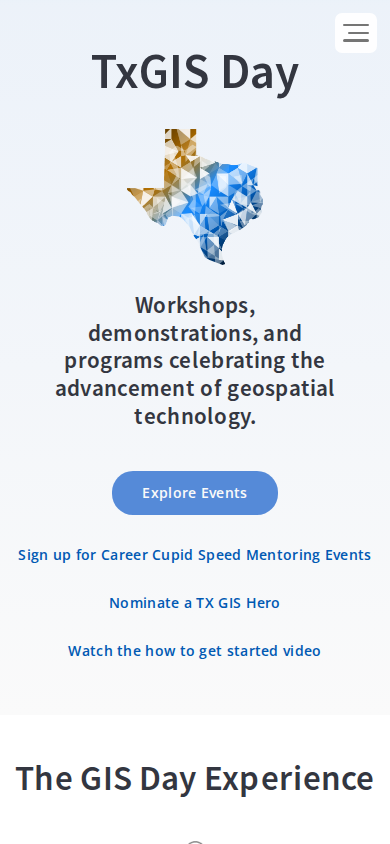 TxGIS Day
Workshops,
demonstrations, and
programs celebrating the
advancement of geospatial
technology.
Explore Events
Sign up for Career Cupid Speed Mentoring Events
Nominate a TX GIS Hero
Watch the how to get started video
The GIS Day Experience